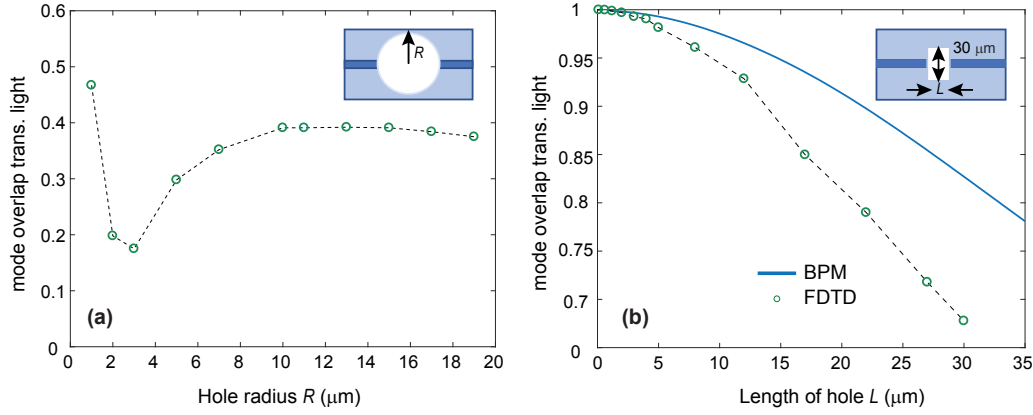 (a)
mode overlap trans. light
0.6
0.5
0.4
0.3
0.2
0.1
0
R
0 2 4 6 8 10 12 14 16 18 20
Hole radius R (μm)
(b)
mode overlap trans. light
1
0.95
0.9
0.85
0.8
0.75
0.7
1
30 μm
L
BPM
FDTD
0 5 10 15 20 25 30 35
Length of hole L (μm)